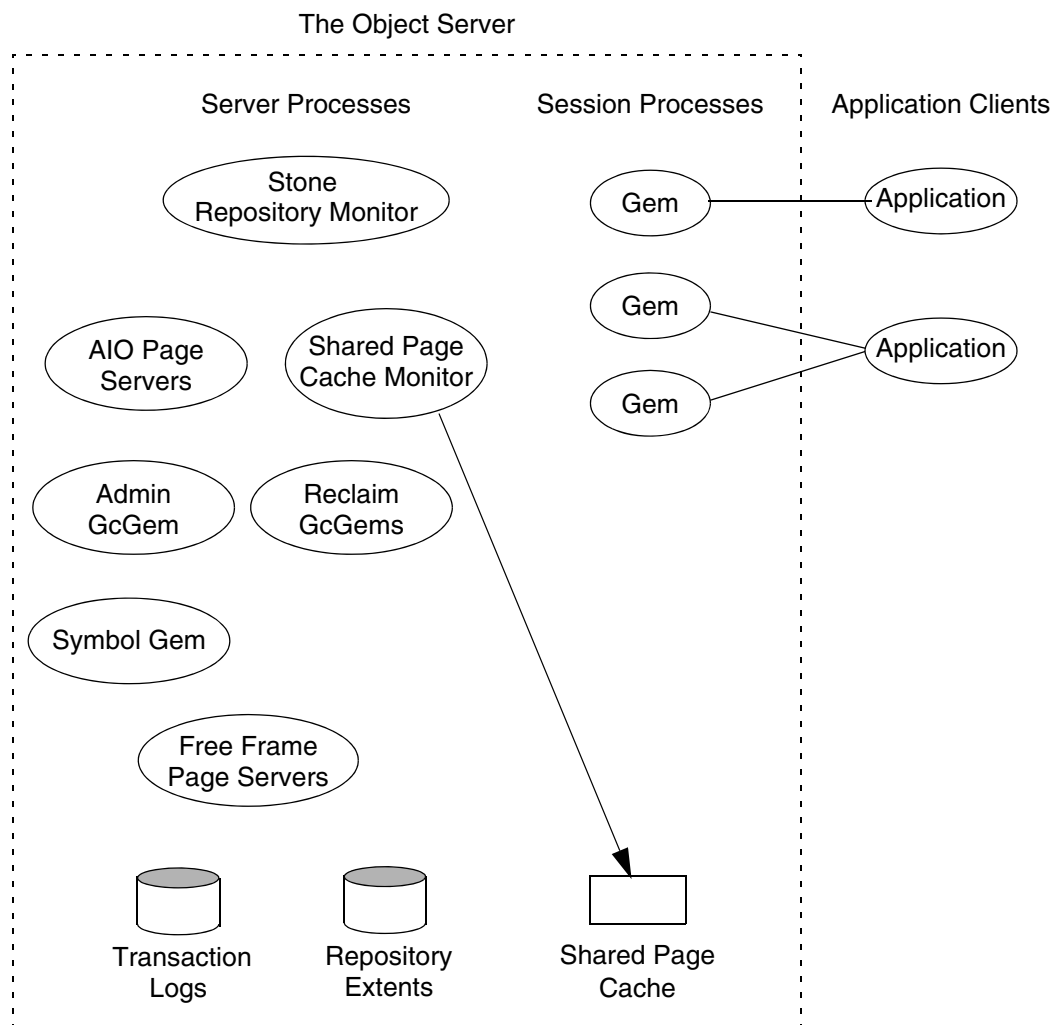 The Object Server
Server Processes
Session Processes
Application Clients
Stone
Repository Monitor
Gem
Application
AIO Page
Servers
Shared Page
Cache Monitor
Gem
Gem
Application
Admin
GcGem
Reclaim
GcGems
Symbol Gem
Free Frame
Page Servers
Transaction
Logs
Repository
Extents
Shared Page
Cache